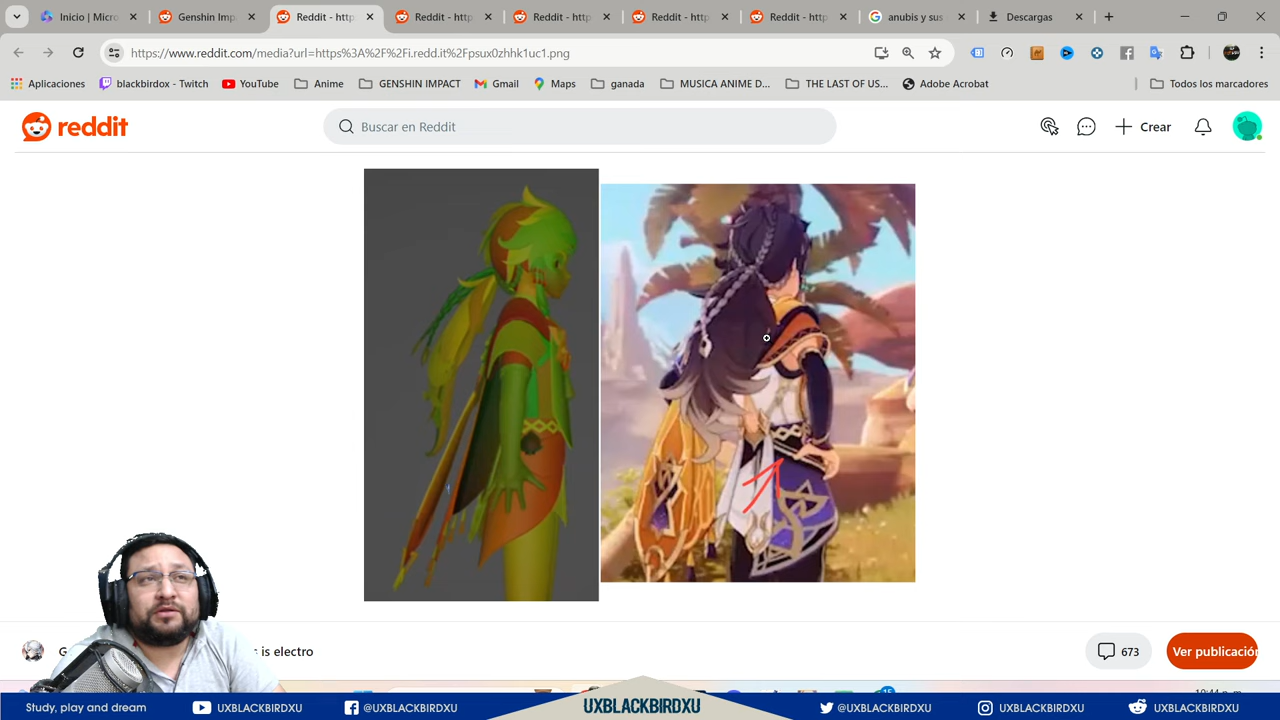 Inicio | Micro
Genshin Imp
Reddit - http
Reddit - http
Reddit - http
Reddit - http
Reddit - http
anubis y sus
Descargas
https://www.reddit.com/media?url=https%3A%2F%2Fi.redd.it%2Fpsux0zhhk1uc1.png
Aplicaciones
blackbirdox - Twitch
YouTube
Anime
GENSHIN IMPACT
Gmail
Maps
ganada
MUSICA ANIME D...
THE LAST OF US...
Adobe Acrobat
Todos los marcadores
reddit
Buscar en Reddit
Crear
G
is electro
673
Ver publicación
15
10:44 p. m.
Study, play and dream
UXBLACKBIRDXU
@UXBLACKBIRDXU
UXBLACKBIRDXU
@UXBLACKBIRDXU
UXBLACKBIRDXU
UXBLACKBIRDXU